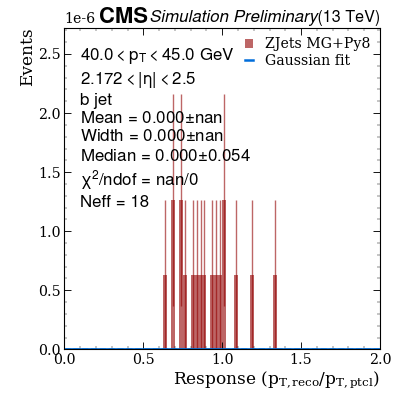 1e-6 CMS Simulation Preliminary (13 TeV)
Events
40.0 < p_T < 45.0 GeV
2.172 < |η| < 2.5
b jet
Mean = 0.000±nan
Width = 0.000±nan
Median = 0.000±0.054
χ²/ndof = nan/0
Neff = 18
ZJets MG+Py8
Gaussian fit
2.5
2.0
1.5
1.0
0.5
0.0
0.0 0.5 1.0 1.5 2.0
Response (p_T,reco/p_T,ptcl)